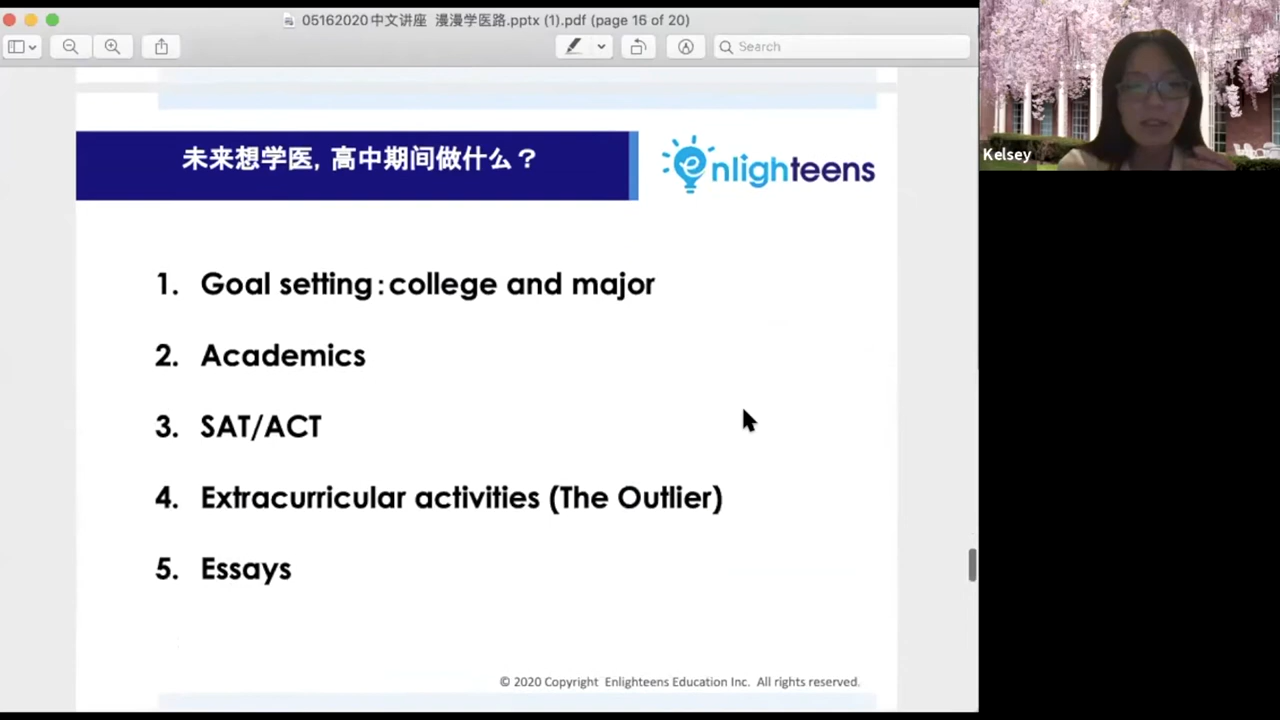 05162020中文讲座 漫漫学医路.pptx (1).pdf (page 16 of 20)
Search
Kelsey
未来想学医,高中期间做什么?
enlighteens
1. Goal setting:college and major
2. Academics
3. SAT/ACT
4. Extracurricular activities (The Outlier)
5. Essays
© 2020 Copyright Enlighteens Education Inc. All rights reserved.